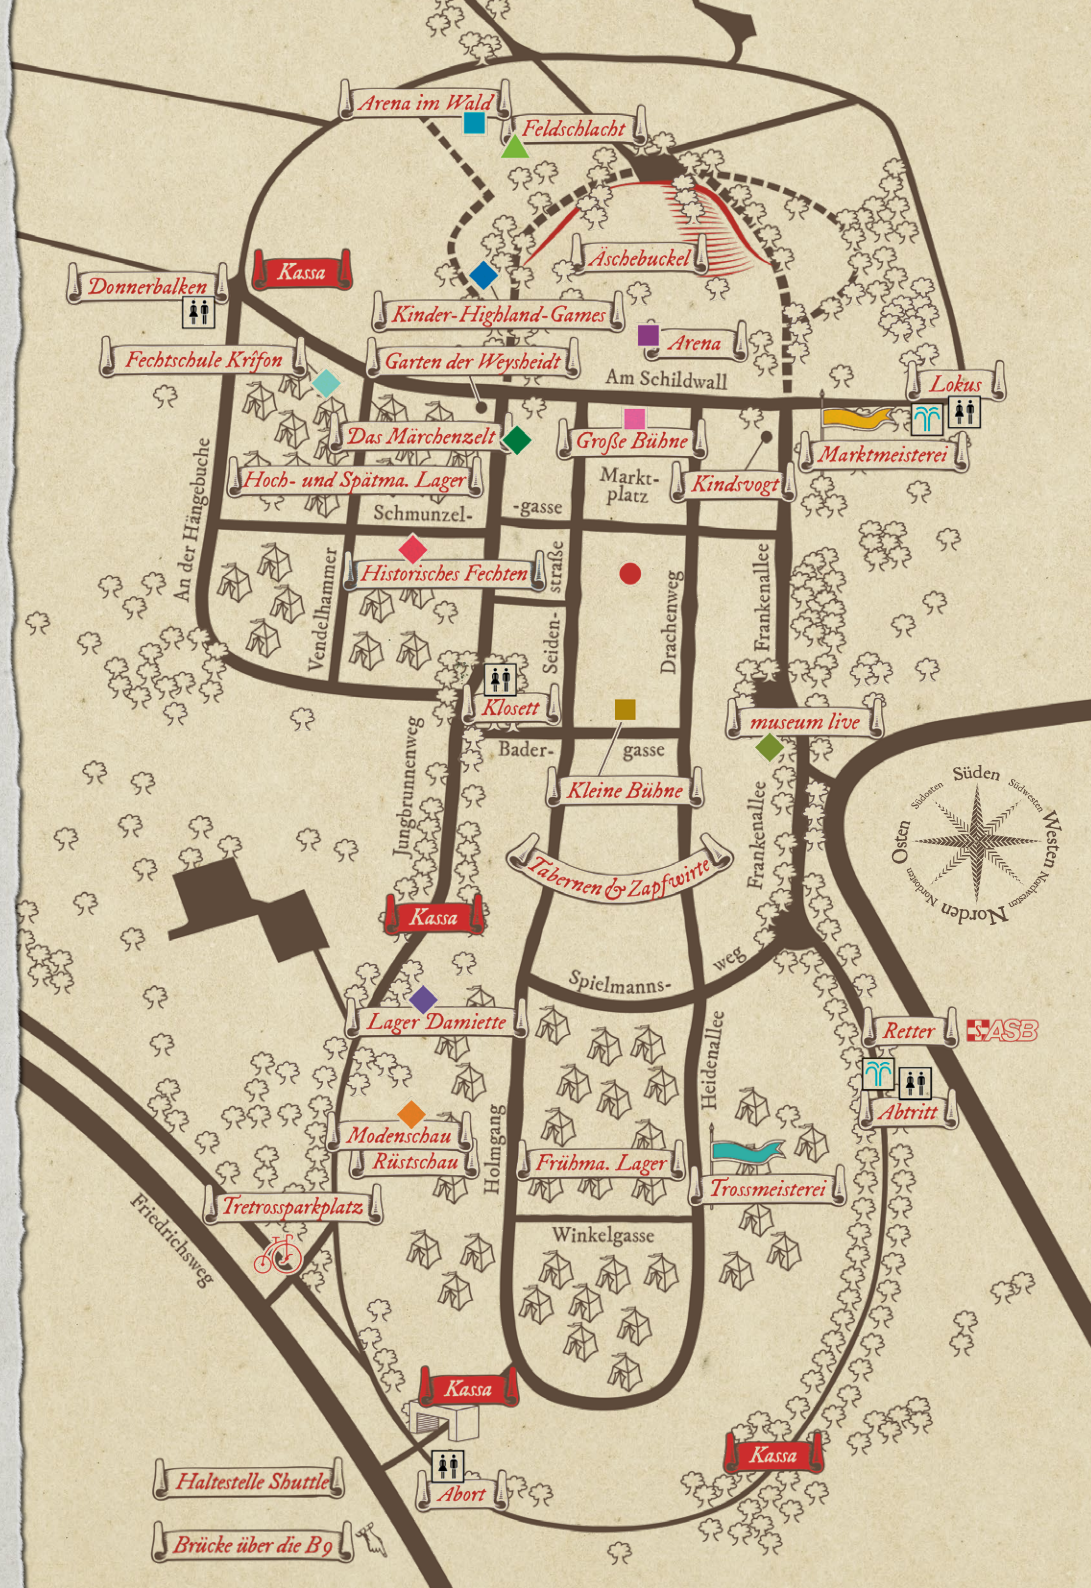 Arena im Wald
Feldschlacht
Äschebuckel
Kassa
Donnerbalken
Kinder-Highland-Games
Arena
Fechtschule Krîfon
Garten der Weysheidt
Am Schildwall
Lokus
Das Märchenzelt
Große Bühne
Marktmeisterei
Hoch- und Spätma. Lager
Markt-
platz
Kindsvogt
An der Hängebuche
Schmunzel-
-gasse
Historisches Fechten
Vendelhammer
straße
Seiden-
Drachenweg
Frankenallee
Klosett
museum live
Bader-
gasse
Jungbrunnenweg
Kleine Bühne
Frankenallee
Süden
Südwesten
Westen
Nordwesten
Norden
Nordosten
Osten
Südosten
Tabernen & Zapfwirte
Kassa
weg
Spielmanns-
Lager Damiette
Retter
ASB
Heidenallee
Abtritt
Modenschau
Holmgang
Rüstschau
Frühma. Lager
Trossmeisterei
Tretrossparkplatz
Friedrichsweg
Winkelgasse
Kassa
Kassa
Haltestelle Shuttle
Abort
Brücke über die B9